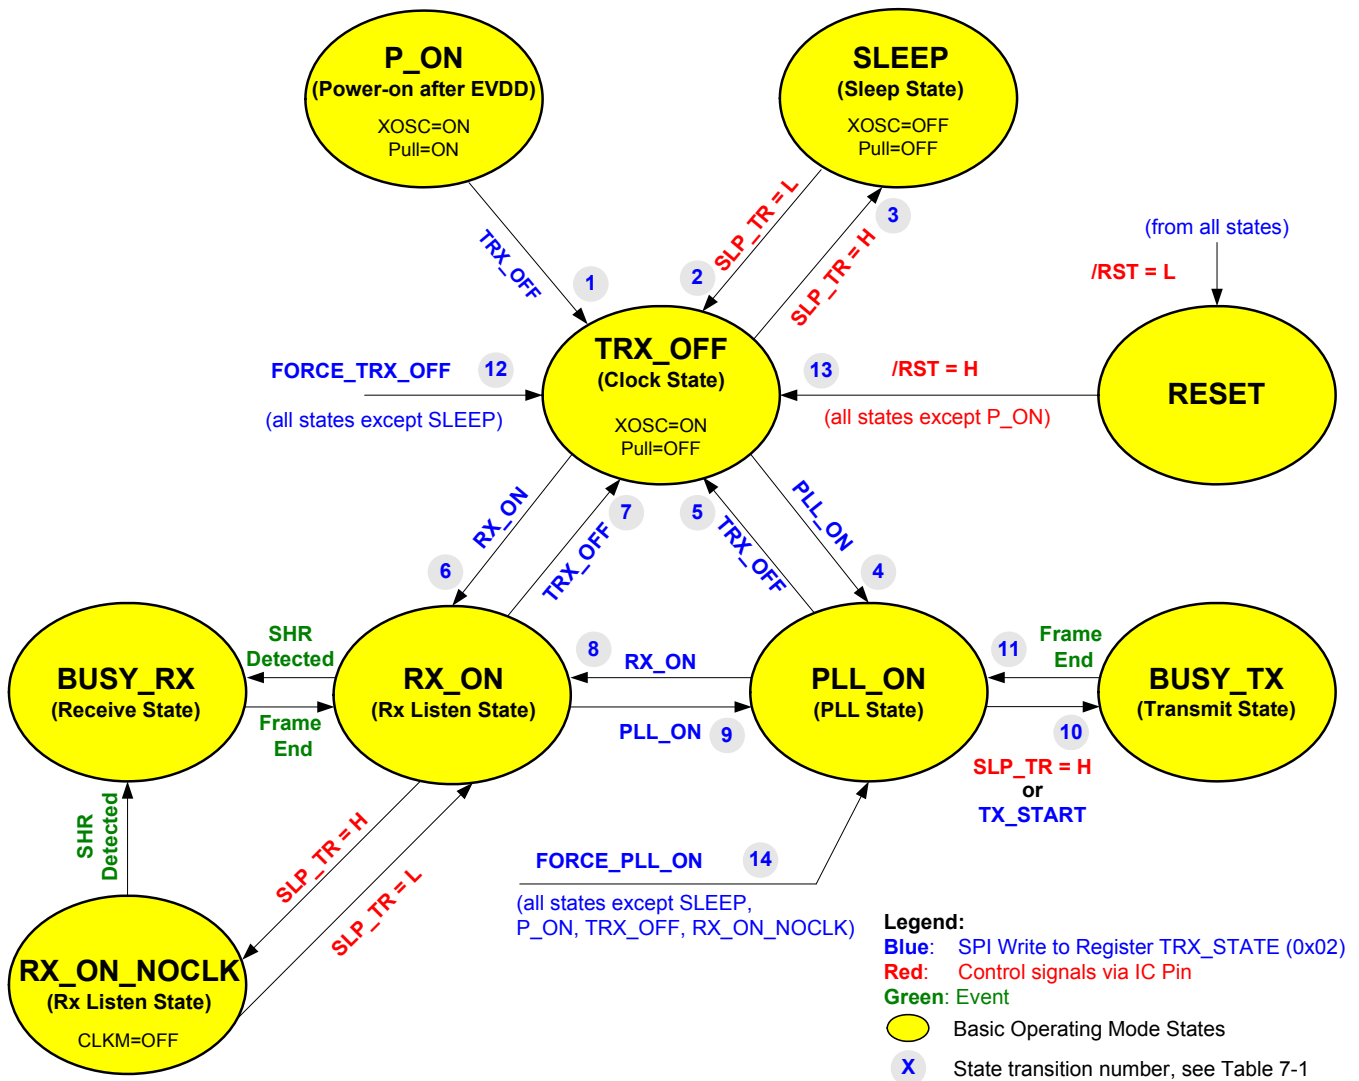 P_ON
(Power-on after EVDD)
XOSC=ON
Pull=ON
SLEEP
(Sleep State)
XOSC=OFF
Pull=OFF
TRX_OFF
1
SLP_TR = L
2
SLP_TR = H
3
(from all states)
/RST = L
TRX_OFF
(Clock State)
XOSC=ON
Pull=OFF
FORCE_TRX_OFF
12
(all states except SLEEP)
13
/RST = H
(all states except P_ON)
RESET
RX_ON
6
TRX_OFF
7
5
TRX_OFF
PLL_ON
4
BUSY_RX
(Receive State)
SHR
Detected
Frame
End
RX_ON
(Rx Listen State)
8
RX_ON
PLL_ON
9
PLL_ON
(PLL State)
11
Frame
End
10
SLP_TR = H
or
TX_START
BUSY_TX
(Transmit State)
SHR
Detected
SLP_TR = H
SLP_TR = L
FORCE_PLL_ON
14
(all states except SLEEP,
P_ON, TRX_OFF, RX_ON_NOCLK)
RX_ON_NOCLK
(Rx Listen State)
CLKM=OFF
Legend:
Blue: SPI Write to Register TRX_STATE (0x02)
Red: Control signals via IC Pin
Green: Event
Basic Operating Mode States
X State transition number, see Table 7-1